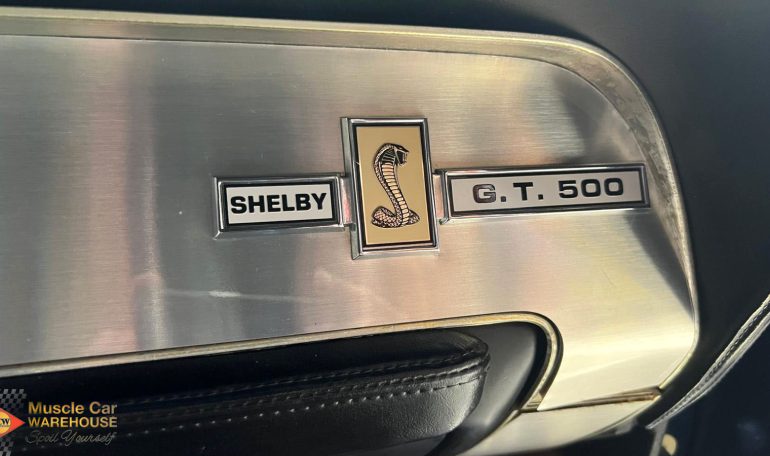 SHELBY
G.T. 500
Muscle Car
WAREHOUSE
Spoil Yourself